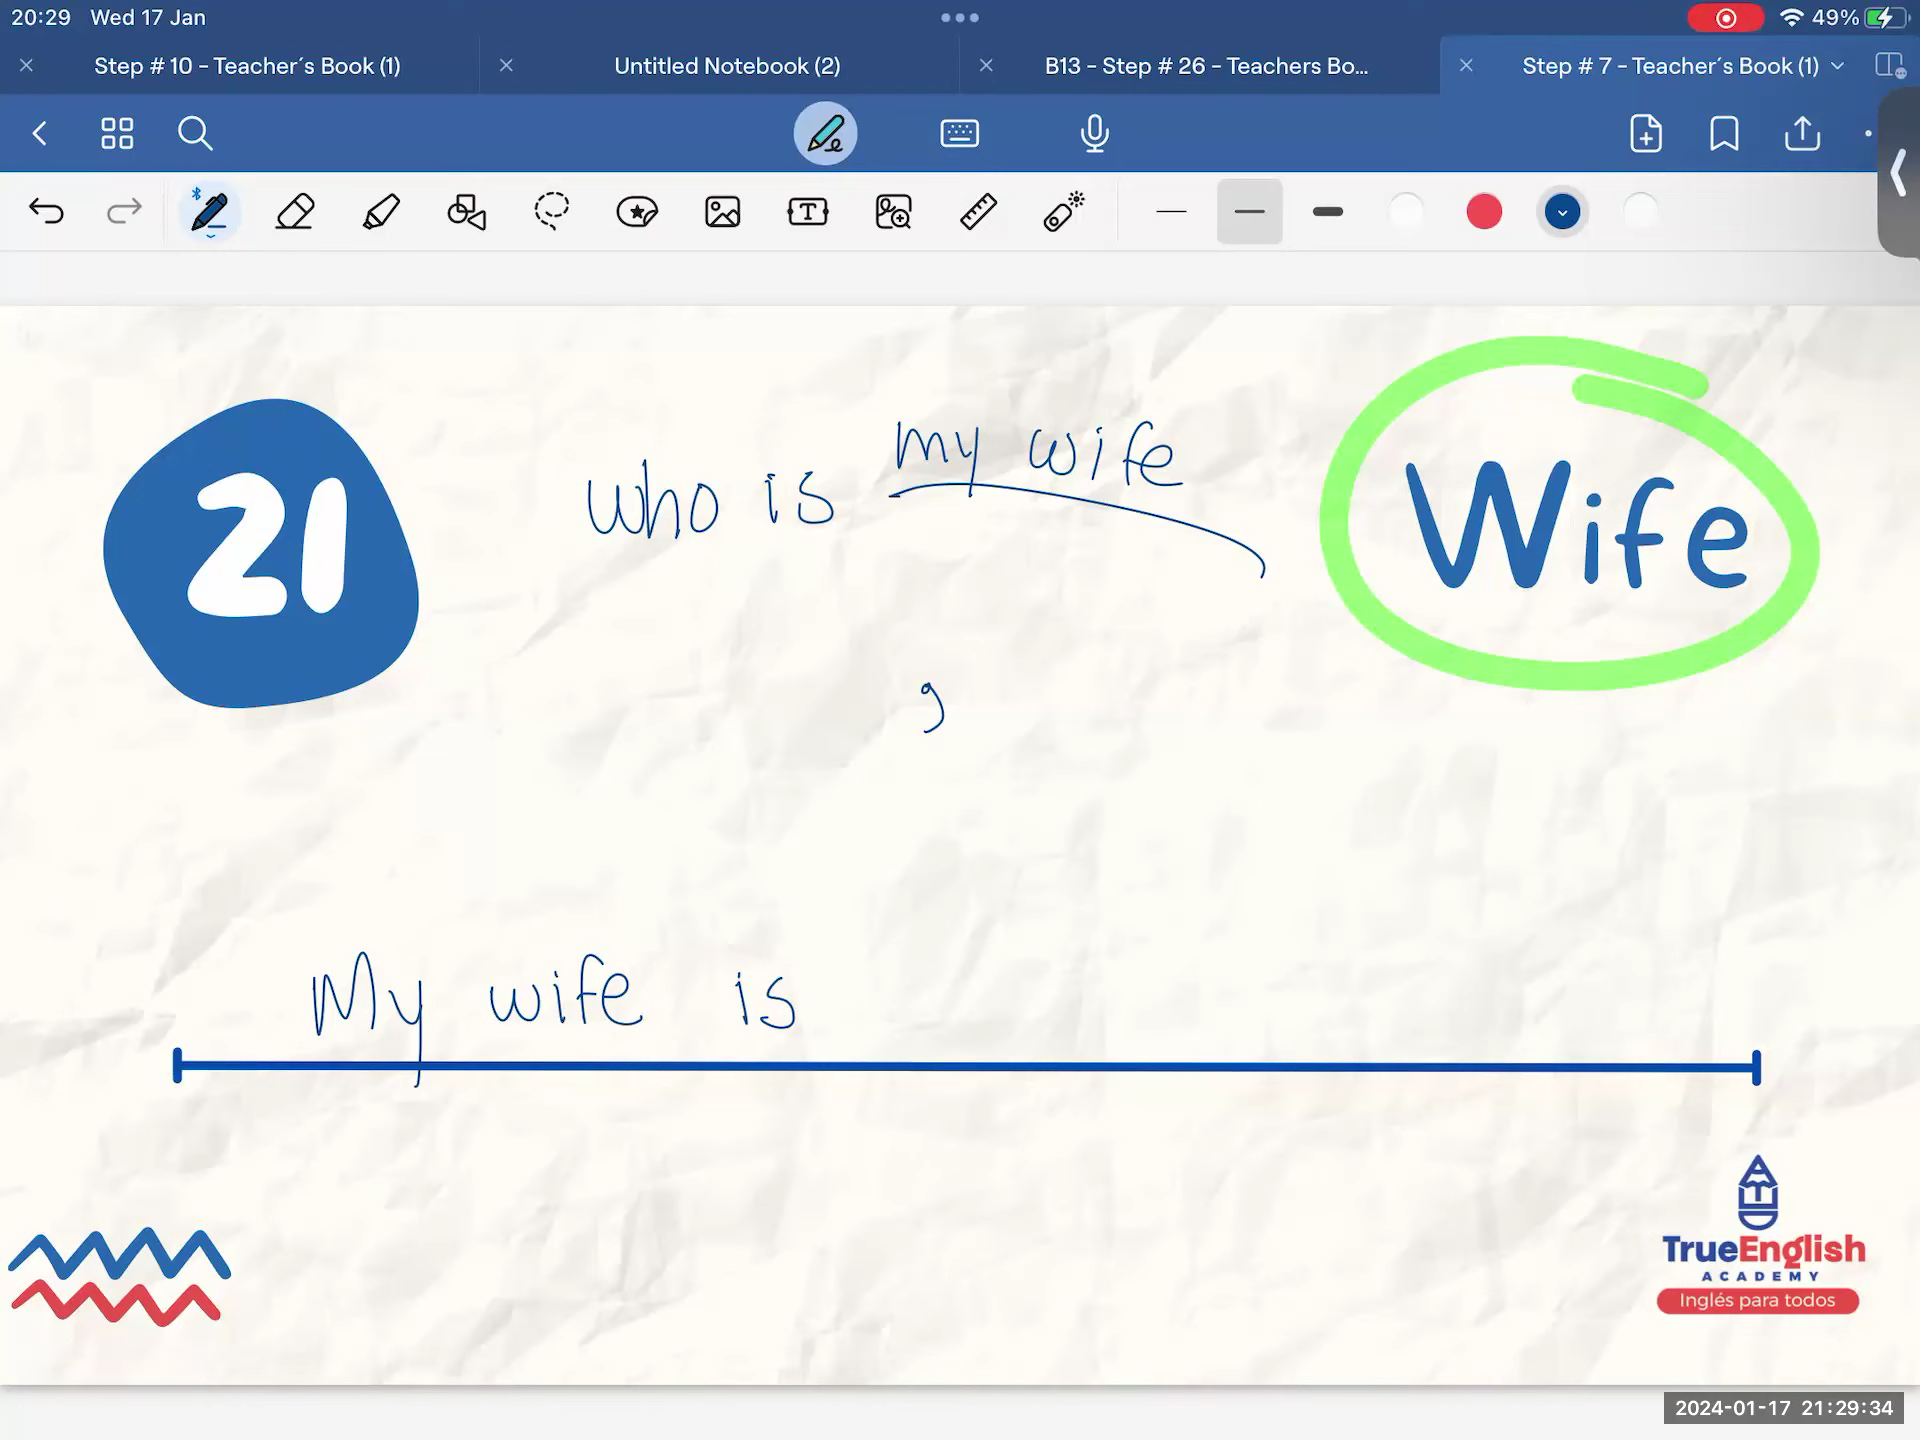 20:29 Wed 17 Jan
49%
Step # 10 - Teacher´s Book (1)
Untitled Notebook (2)
B13 - Step # 26 - Teachers Bo...
Step # 7 - Teacher´s Book (1)
21
who is my wife
Wife
,
My wife is
TrueEnglish
ACADEMY
Inglés para todos
2024-01-17 21:29:34